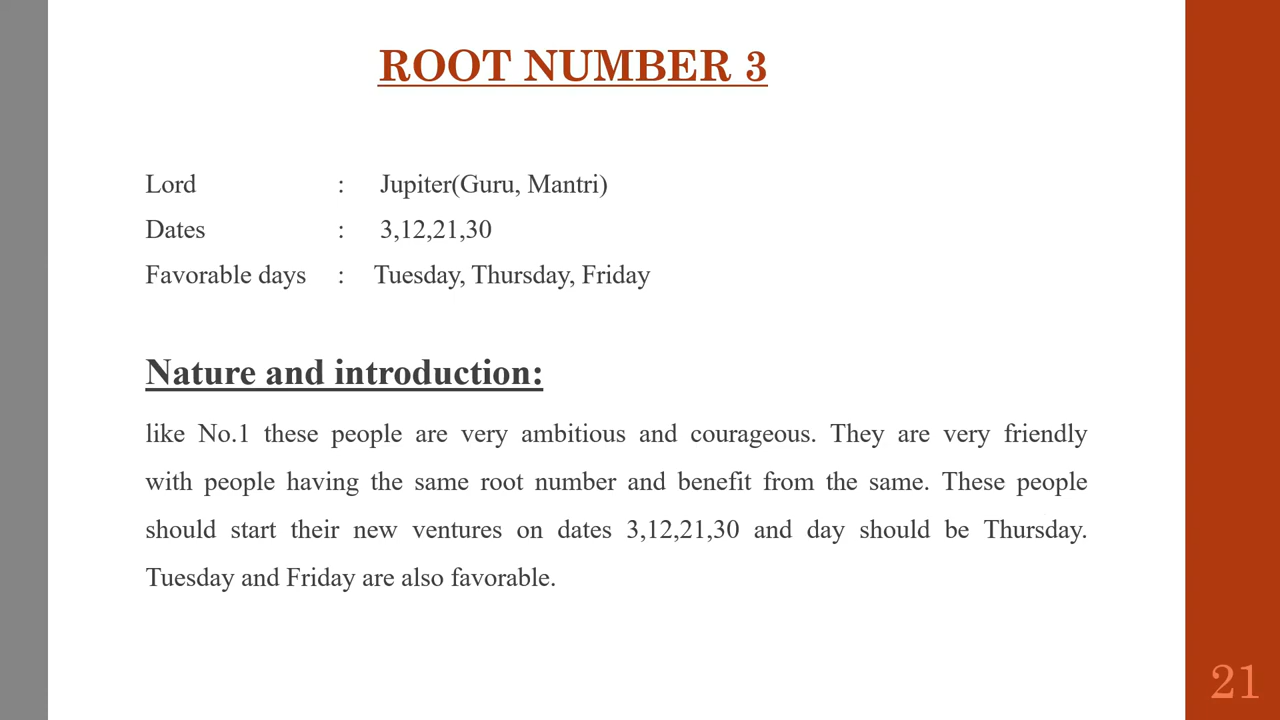 ROOT NUMBER 3
Lord : Jupiter(Guru, Mantri)
Dates : 3,12,21,30
Favorable days : Tuesday, Thursday, Friday
Nature and introduction:
like No.1 these people are very ambitious and courageous. They are very friendly
with people having the same root number and benefit from the same. These people
should start their new ventures on dates 3,12,21,30 and day should be Thursday.
Tuesday and Friday are also favorable.
21